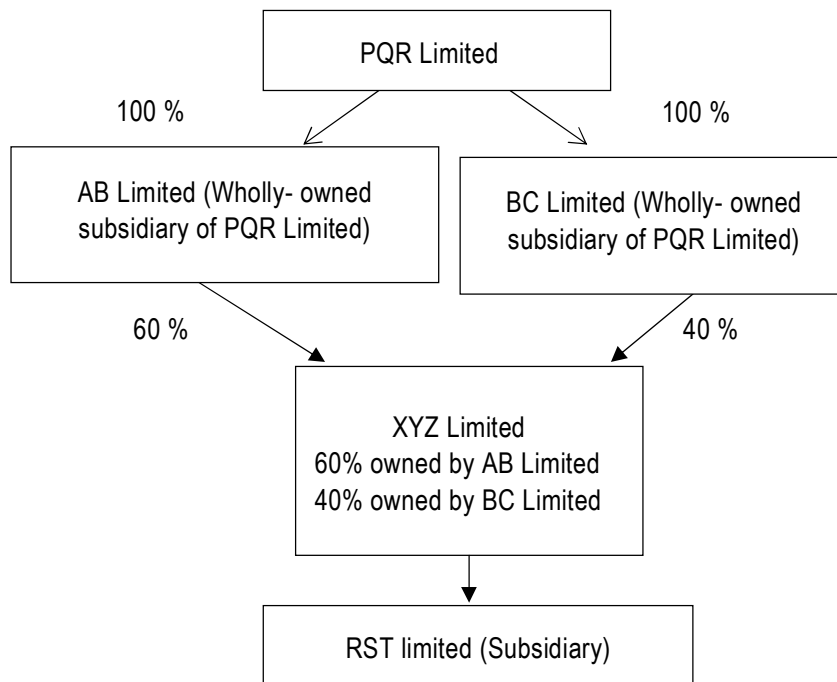 PQR Limited
100 %
100 %
AB Limited (Wholly- owned
subsidiary of PQR Limited)
BC Limited (Wholly- owned
subsidiary of PQR Limited)
60 %
40 %
XYZ Limited
60% owned by AB Limited
40% owned by BC Limited
RST limited (Subsidiary)